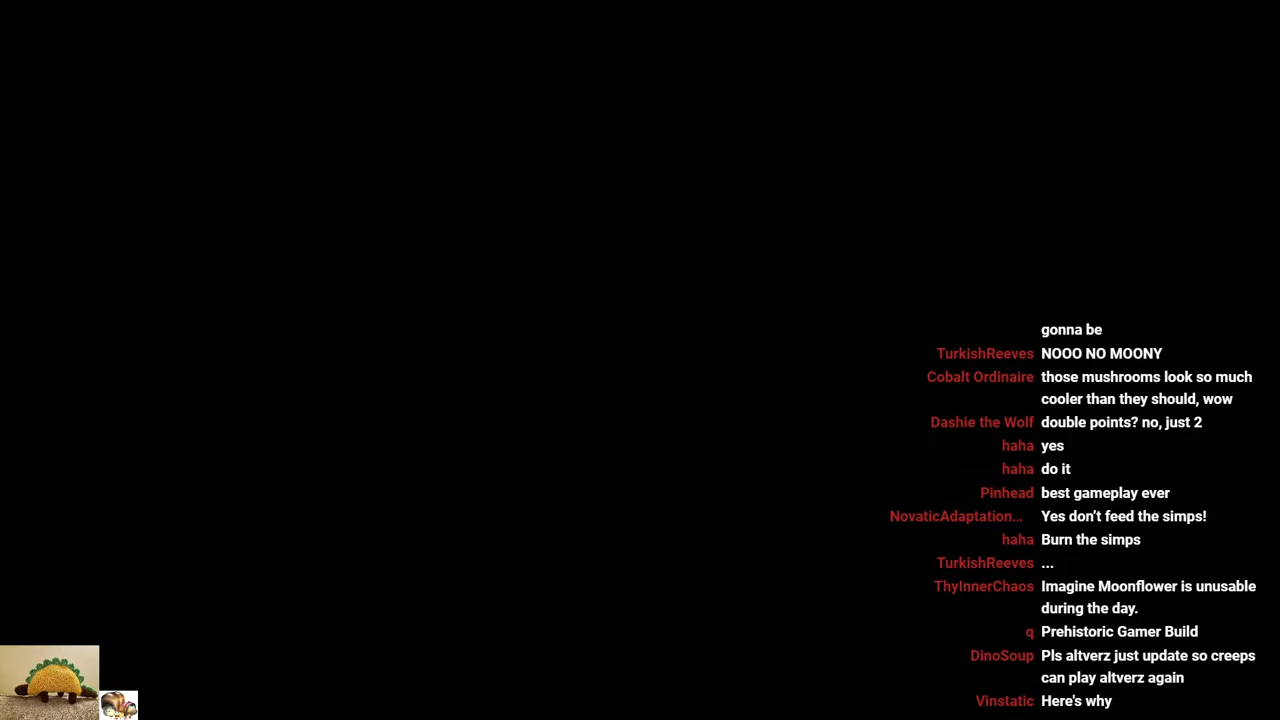 gonna be
TurkishReeves NOOO NO MOONY
Cobalt Ordinaire those mushrooms look so much
cooler than they should, wow
Dashie the Wolf double points? no, just 2
haha yes
haha do it
Pinhead best gameplay ever
NovaticAdaptation… Yes don’t feed the simps!
haha Burn the simps
TurkishReeves ...
ThyInnerChaos Imagine Moonflower is unusable
during the day.
q Prehistoric Gamer Build
DinoSoup Pls altverz just update so creeps
can play altverz again
Vinstatic Here's why